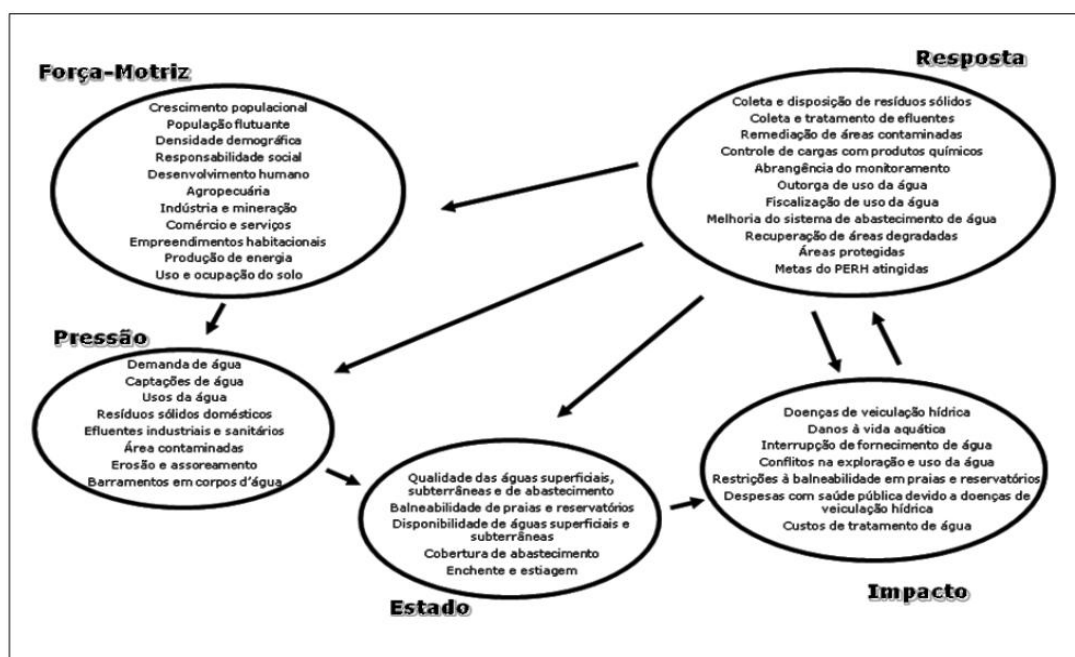 Força-Motriz
Crescimento populacional
População flutuante
Densidade demográfica
Responsabilidade social
Desenvolvimento humano
Agropecuária
Indústria e mineração
Comércio e serviços
Empreendimentos habitacionais
Produção de energia
Uso e ocupação do solo
Resposta
Coleta e disposição de resíduos sólidos
Coleta e tratamento de efluentes
Remediação de áreas contaminadas
Controle de cargas com produtos químicos
Abrangência do monitoramento
Outorga de uso da água
Fiscalização de uso da água
Melhoria do sistema de abastecimento de água
Recuperação de áreas degradadas
Áreas protegidas
Metas do PERH atingidas
Pressão
Demanda de água
Captações de água
Usos da água
Resíduos sólidos domésticos
Efluentes industriais e sanitários
Área contaminadas
Erosão e assoreamento
Barramentos em corpos d'água
Qualidade das águas superficiais,
subterrâneas e de abastecimento
Balneabilidade de praias e reservatórios
Disponibilidade de águas superficiais e
subterrâneas
Cobertura de abastecimento
Enchente e estiagem
Estado
Doenças de veiculação hídrica
Danos à vida aquática
Interrupção de fornecimento de água
Conflitos na exploração e uso da água
Restrições à balneabilidade em praias e reservatórios
Despesas com saúde pública devido a doenças de
veiculação hídrica
Custos de tratamento de água
Impacto